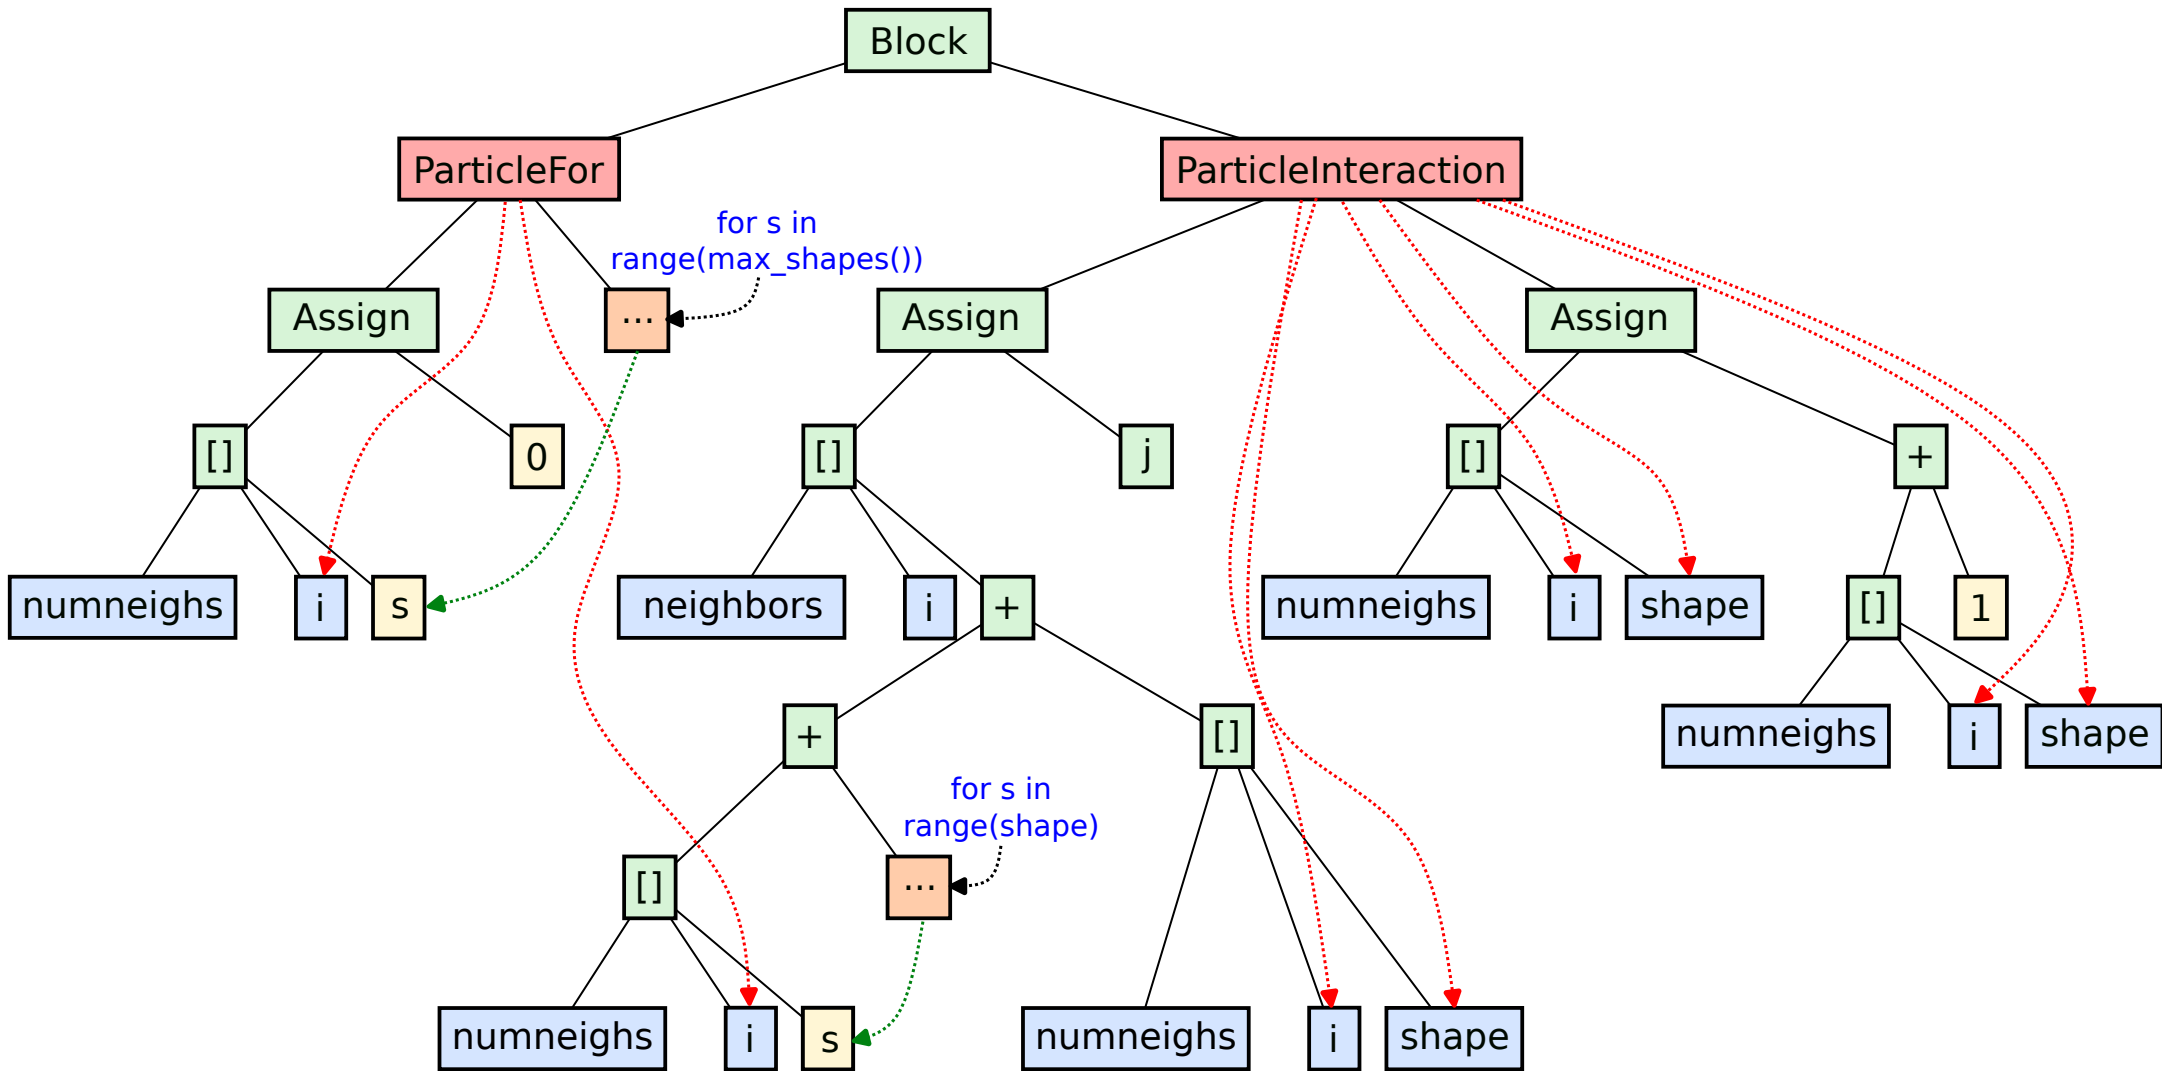 Block
ParticleFor
ParticleInteraction
for s in
range(max_shapes())
Assign
...
Assign
Assign
[]
0
[]
j
[]
+
numneighs
i
s
neighbors
i
+
numneighs
i
shape
[]
1
+
[]
numneighs
i
shape
for s in
range(shape)
[]
...
numneighs
i
s
numneighs
i
shape